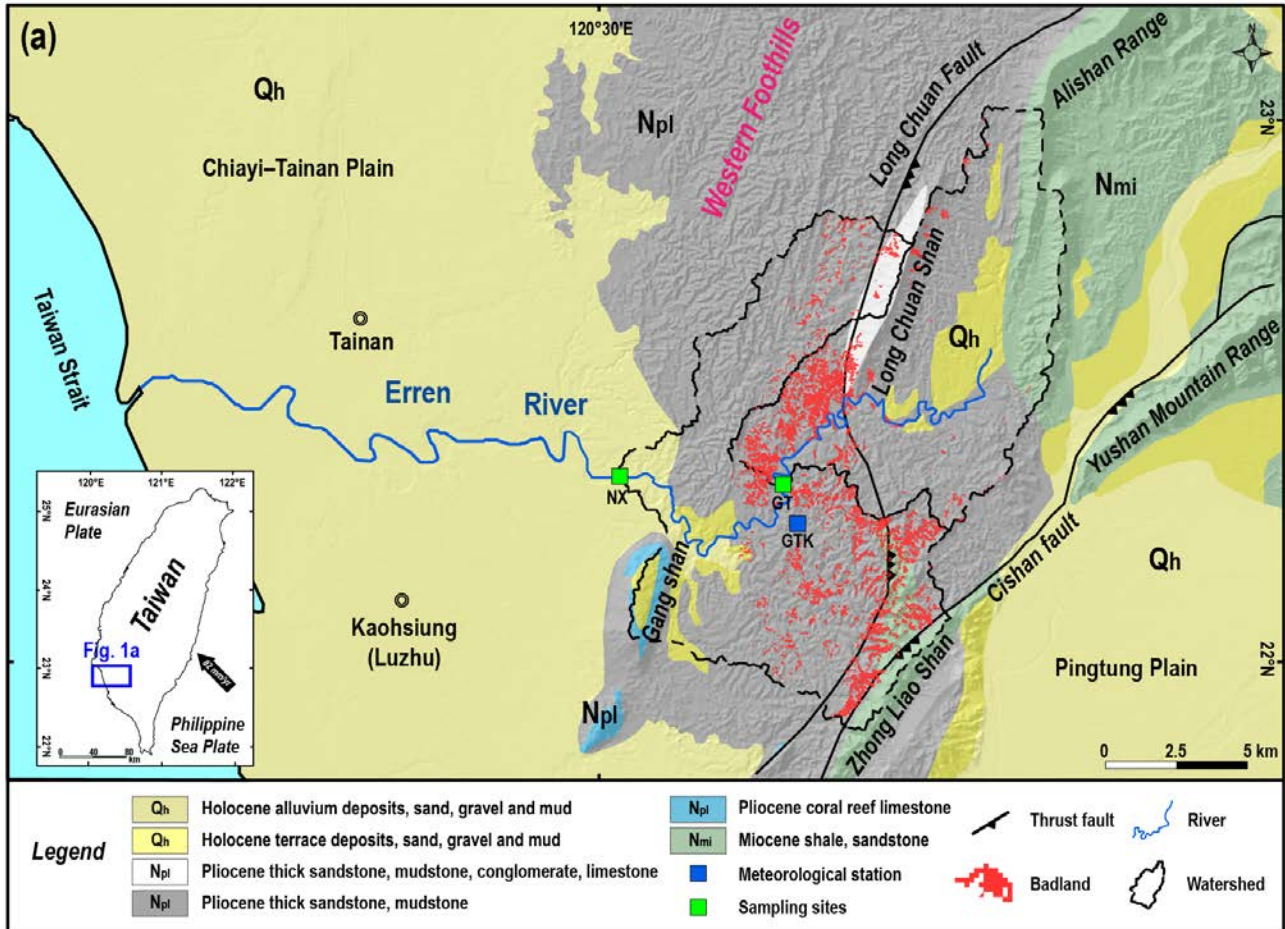 (a)
120°30'E
N
Qh
Chiayi–Tainan Plain
Npl
Western Foothills
Long Chuan Fault
Alishan Range
23°N
Nmi
Taiwan Strait
Tainan
Long Chuan Shan
Qh
Erren River
Yushan Mountain Range
NX
GT
GTK
Gang shan
Cishan fault
Qh
Kaohsiung
(Luzhu)
Pingtung Plain
22°N
Npl
Zhong Liao Shan
0 2.5 5 km
120°E 121°E 122°E
25°N
Eurasian
Plate
24°N
Taiwan
Fig. 1a
23°N
82 mm/yr
Philippine
Sea Plate
22°N
0 40 80
km
Legend
Qh Holocene alluvium deposits, sand, gravel and mud
Qh Holocene terrace deposits, sand, gravel and mud
Npl Pliocene thick sandstone, mudstone, conglomerate, limestone
Npl Pliocene thick sandstone, mudstone
Npl Pliocene coral reef limestone
Nmi Miocene shale, sandstone
Meteorological station
Sampling sites
Thrust fault
River
Badland
Watershed